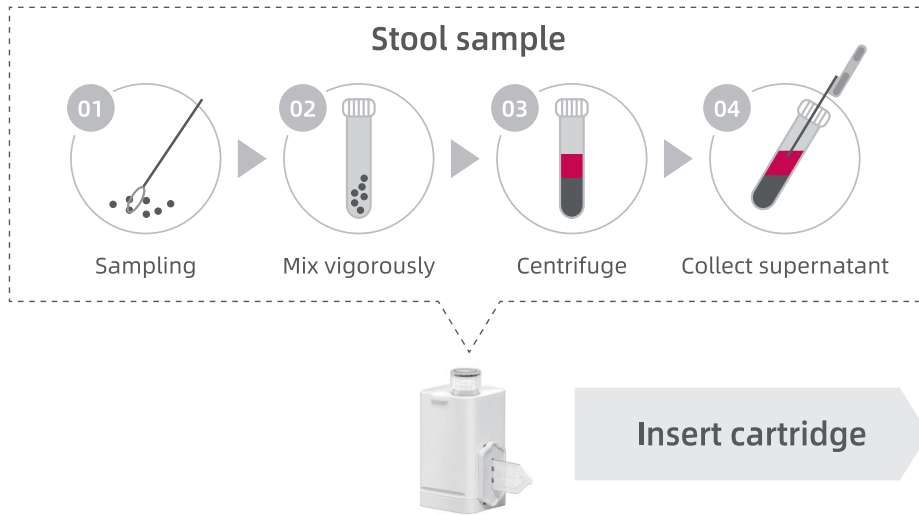 Stool sample
01
02
03
04
Sampling
Mix vigorously
Centrifuge
Collect supernatant
Insert cartridge